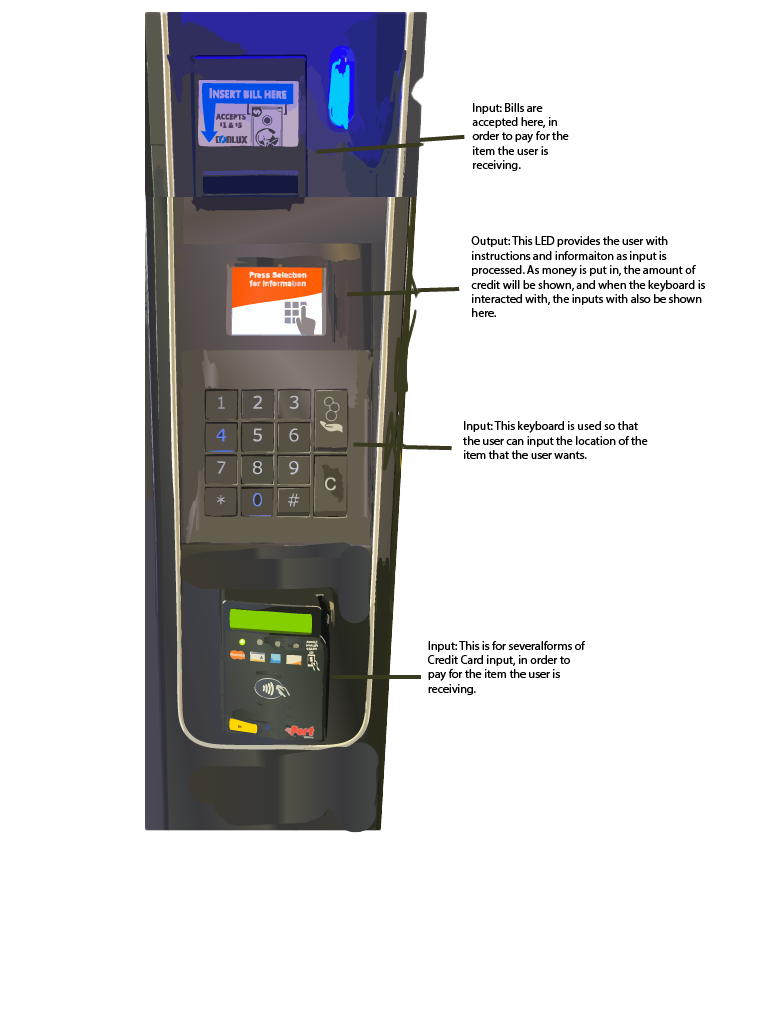 INSERT BILL HERE
ACCEPTS
$1 & $5
Input: Bills are
accepted here, in
order to pay for the
item the user is
receiving.
Output: This LED provides the user with
instructions and informaiton as input is
processed. As money is put in, the amount of
credit will be shown, and when the keyboard is
interacted with, the inputs with also be shown
here.
Press Selection
for Information
1 2 3
4 5 6
7 8 9 C
* 0 #
Input: This keyboard is used so that
the user can input the location of the
item that the user wants.
Input: This is for severalforms of
Credit Card input, in order to
pay for the item the user is
receiving.